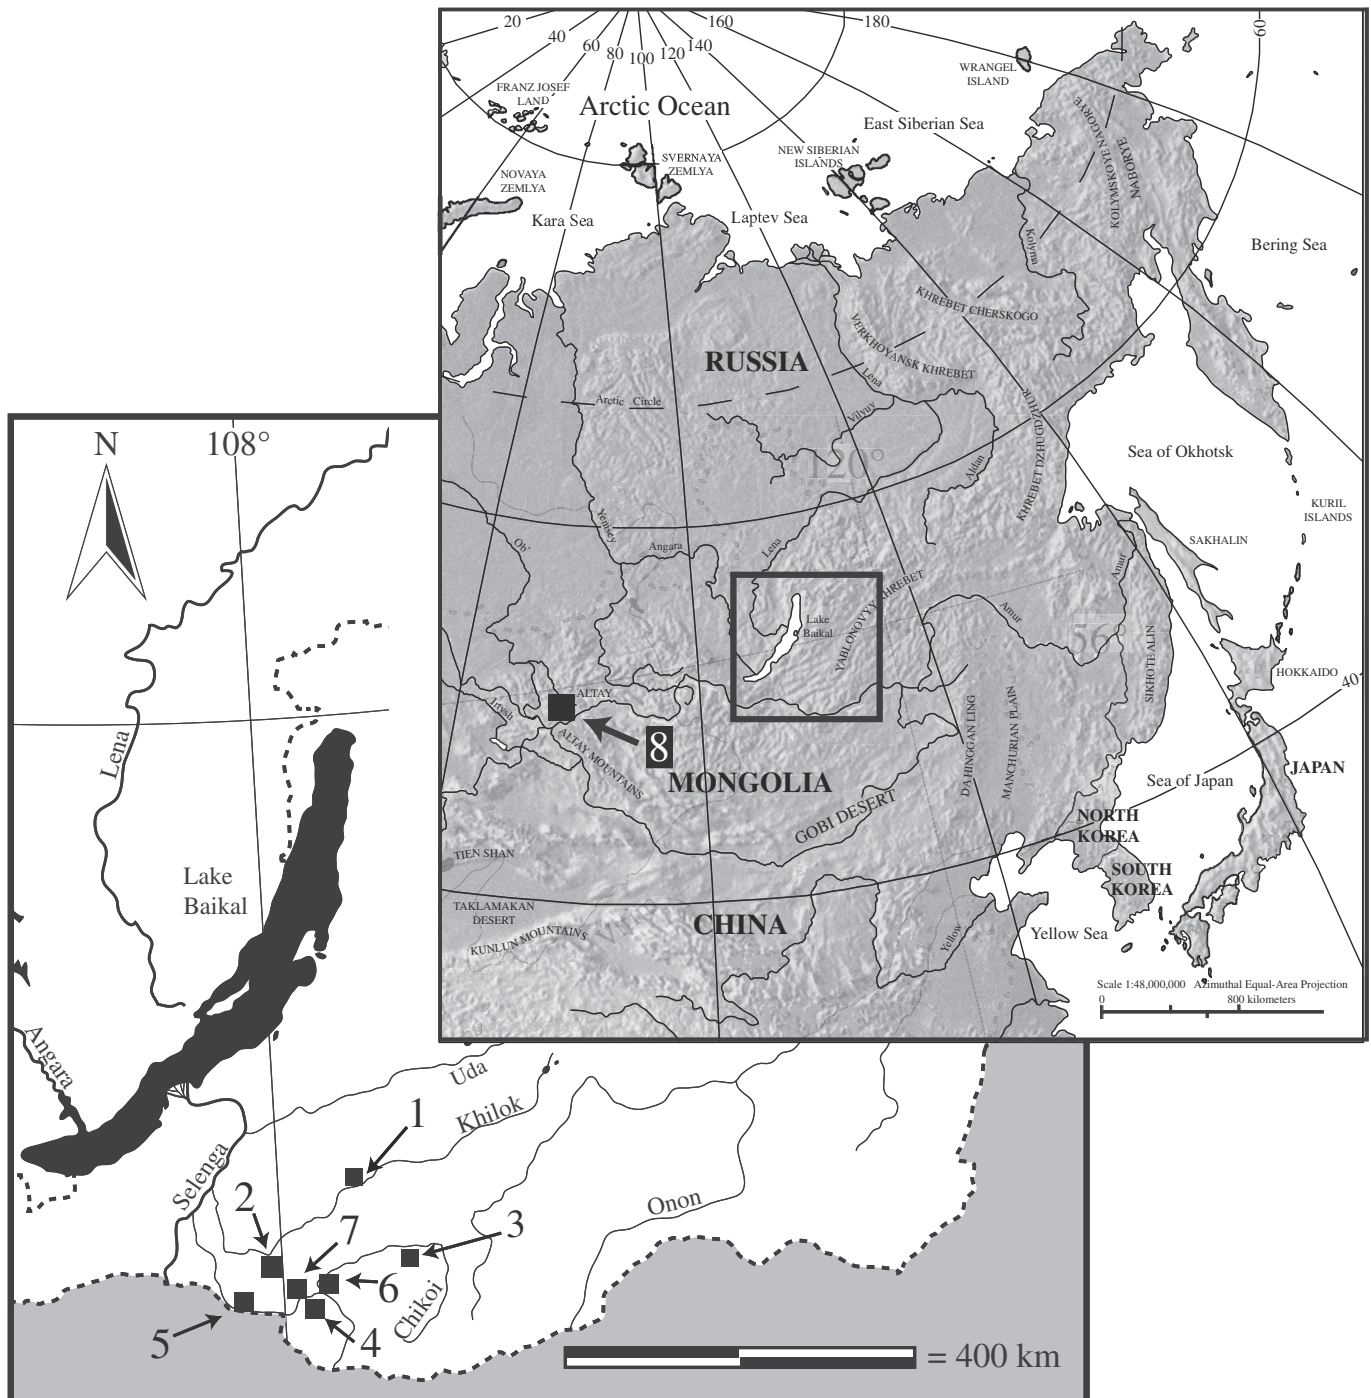 20
40
60
80
100
120
140
160
180
60
WRANGEL
ISLAND
FRANZ JOSEF
LAND
Arctic Ocean
East Siberian Sea
SVERNAYA
ZEMLYA
NEW SIBERIAN
ISLANDS
NOVAYA
ZEMLYA
Kara Sea
Laptev Sea
KOLYMSKOYE NAGORYE
NABORYE
Kolyma
Bering Sea
KHREBET CHERSKOGO
VERKHOYANSK KHREBET
RUSSIA
Lena
Arctic Circle
Vilyuy
KHREBET DZHUGDZHUR
Sea of Okhotsk
120°
Aldan
KURIL
ISLANDS
Yenisey
Ob'
Angara
Lena
SAKHALIN
Amur
YABLONOVYY KHREBET
Lake
Baikal
Amur
56°
SIKHOTE ALIN
HOKKAIDO
40
ALTAY
Irtysh
8
ALTAY MOUNTAINS
MONGOLIA
DA HINGGAN LING
MANCHURIAN PLAIN
JAPAN
Sea of Japan
GOBI DESERT
NORTH
KOREA
TIEN SHAN
SOUTH
KOREA
TAKLAMAKAN
DESERT
CHINA
KUNLUN MOUNTAINS
Yellow
Yellow Sea
Scale 1:48,000,000 Azimuthal Equal-Area Projection
0 800 kilometers
N
108°
Lena
Lake
Baikal
Angara
Uda
Khilok
1
Selenga
2
7
3
Onon
6
Chikoi
5
4
= 400 km